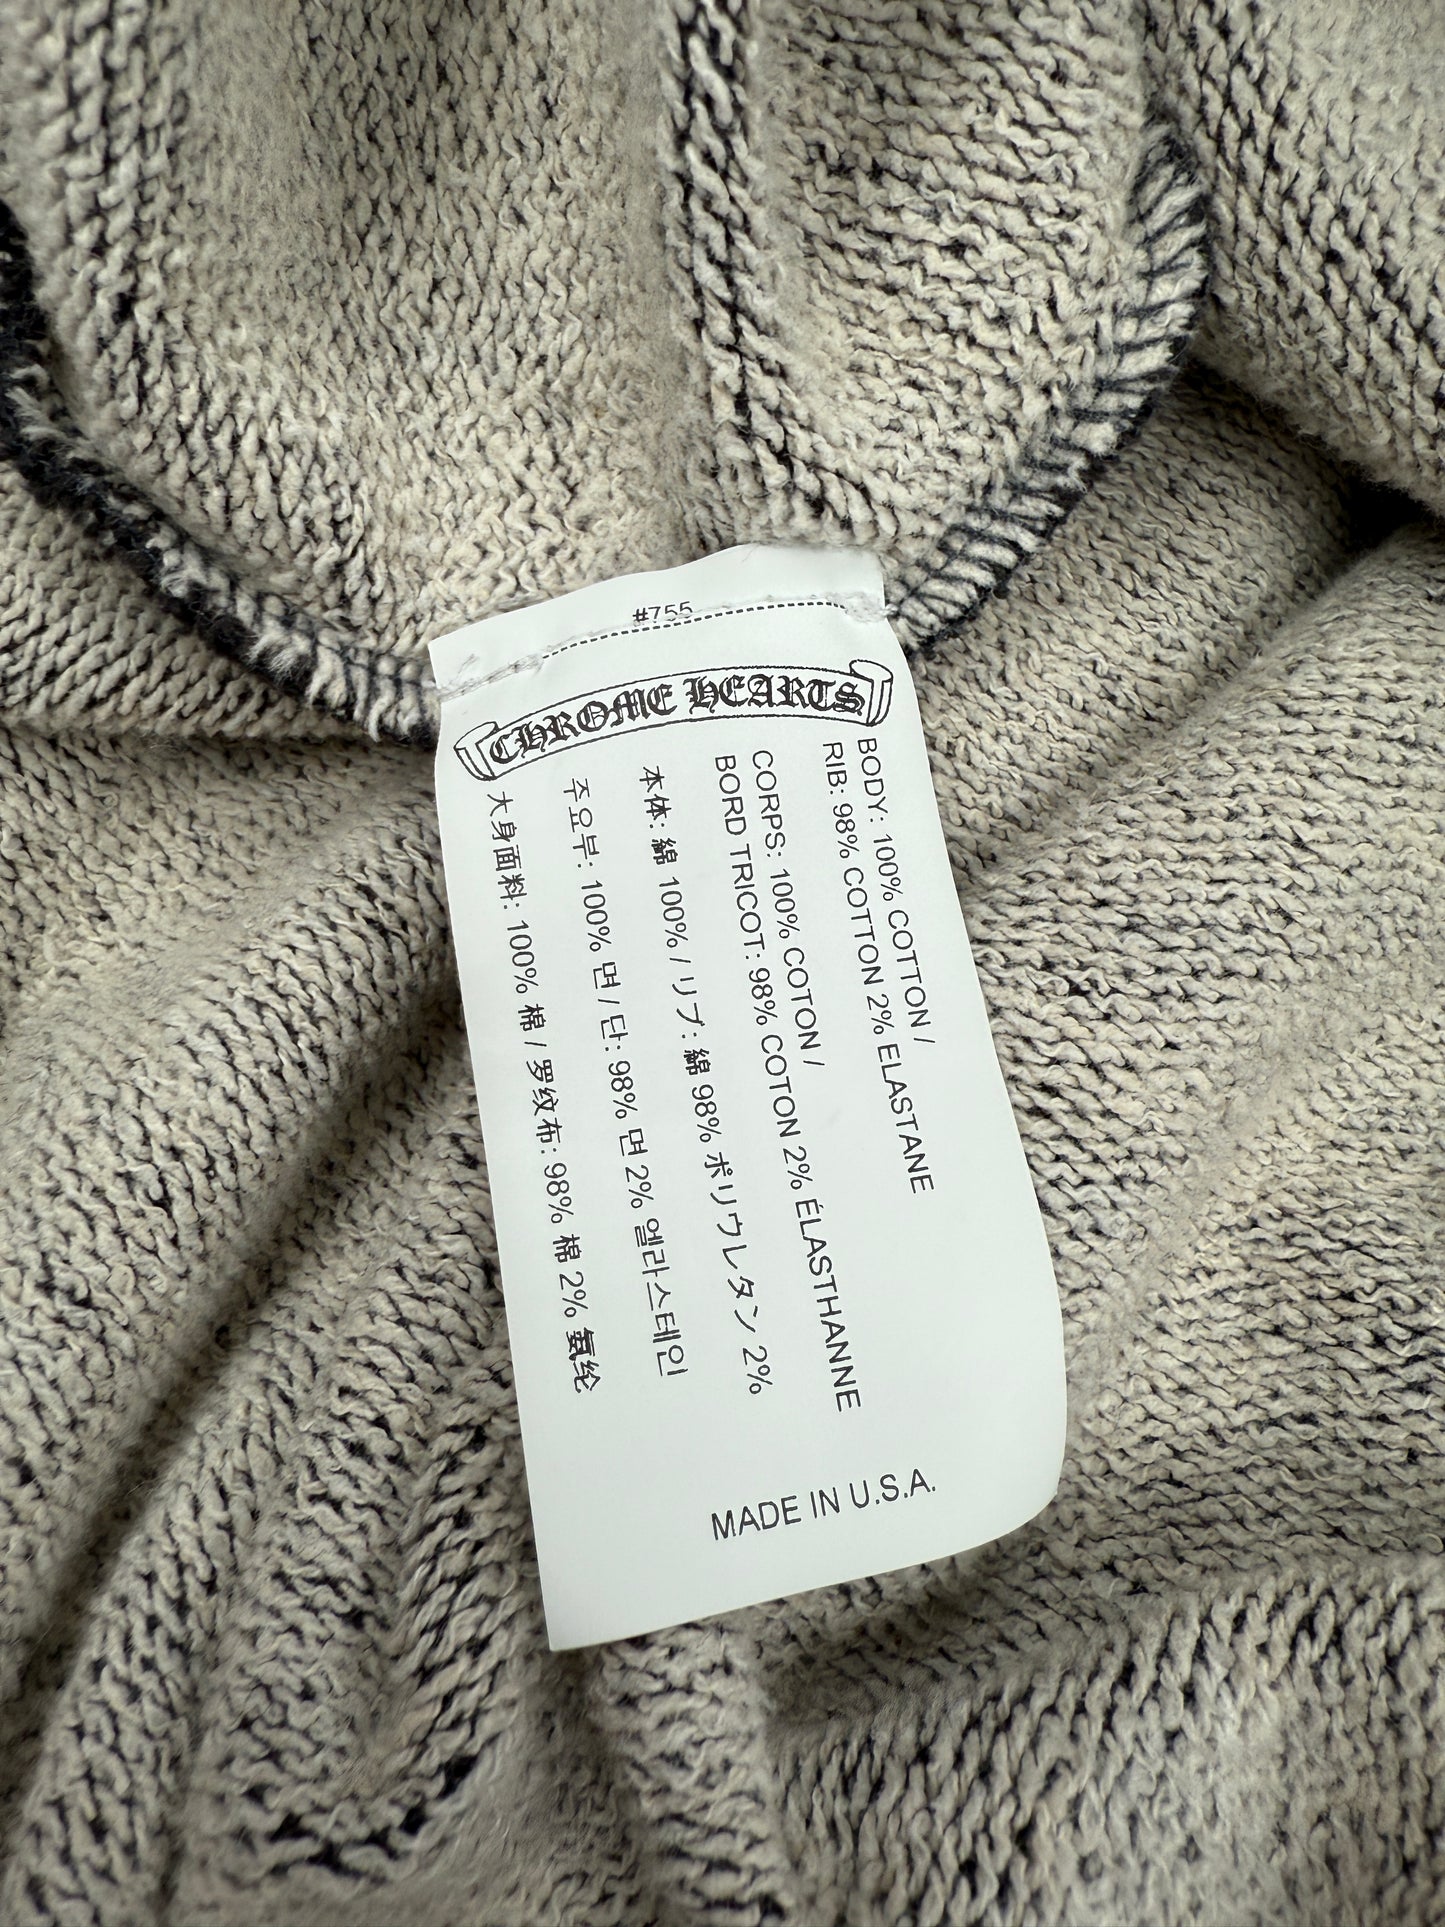 #755
CHROME HEARTS
BODY: 100% COTTON /
RIB: 98% COTTON 2% ELASTANE
CORPS: 100% COTON /
BORD TRICOT: 98% COTON 2% ÉLASTHANNE
本体: 綿 100% / リブ: 綿 98% ポリウレタン 2%
주요부: 100% 면 / 단: 98% 면 2% 엘라스테인
大身面料: 100% 棉 / 罗纹布: 98% 棉 2% 氨纶
MADE IN U.S.A.